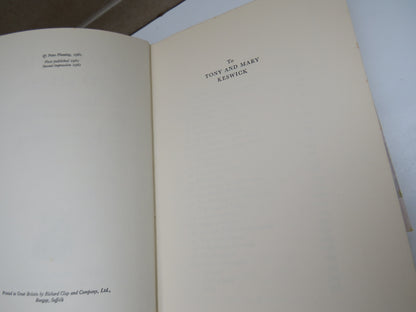 © Peter Fleming, 1961
First published 1961
Second impression 1961
Printed in Great Britain by Richard Clay and Company, Ltd.,
Bungay, Suffolk
To
TONY AND MARY
KESWICK